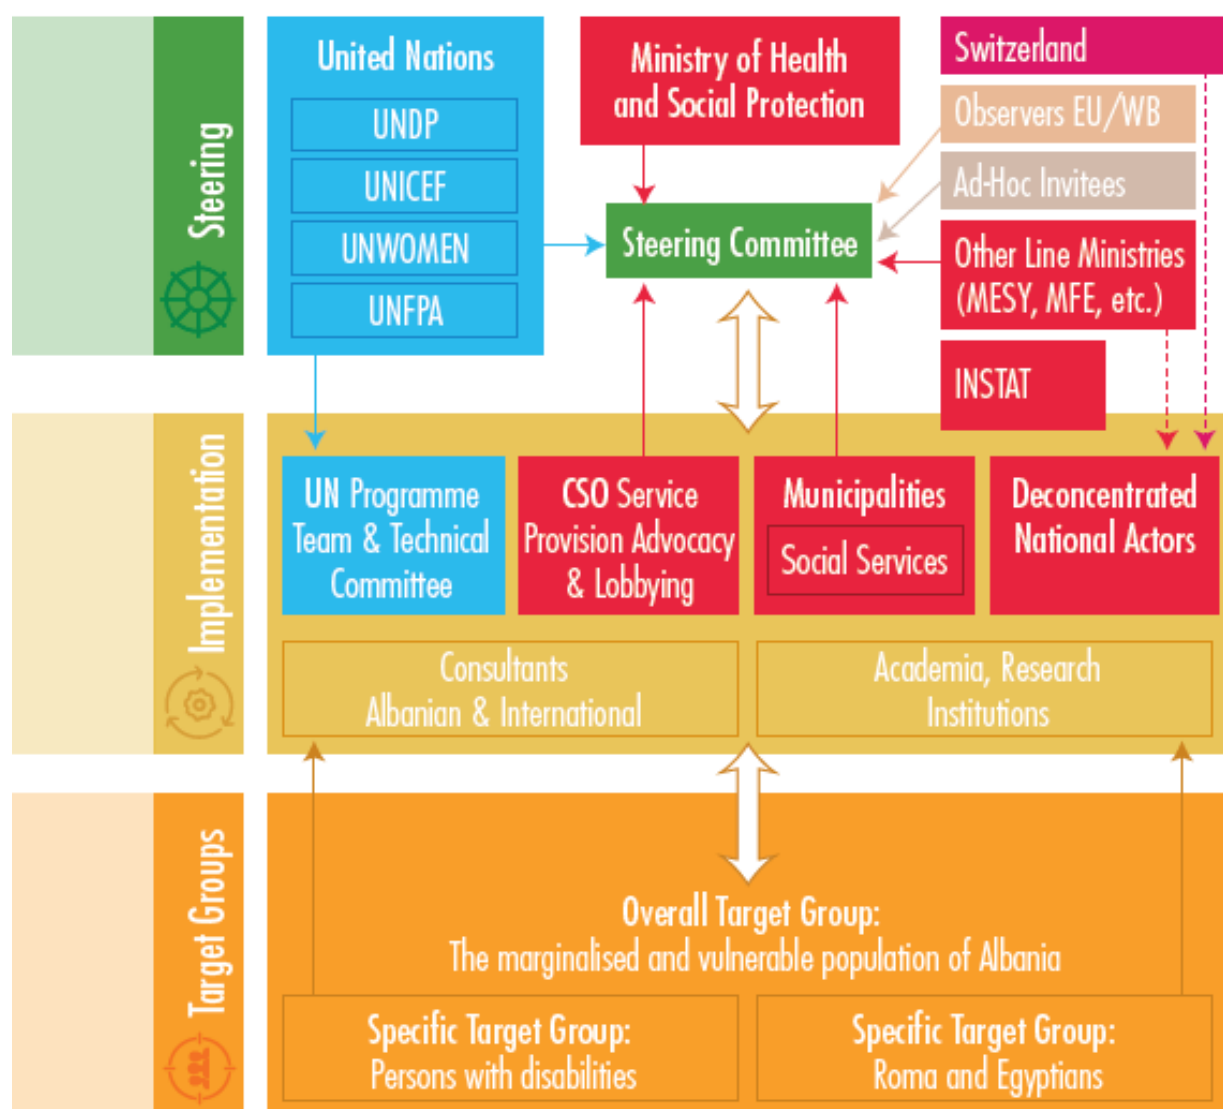 Steering
United Nations
UNDP
UNICEF
UNWOMEN
UNFPA
Ministry of Health
and Social Protection
Steering Committee
Switzerland
Observers EU/WB
Ad-Hoc Invitees
Other Line Ministries
(MESY, MFE, etc.)
INSTAT
Implementation
UN Programme
Team & Technical
Committee
CSO Service
Provision Advocacy
& Lobbying
Municipalities
Social Services
Deconcentrated
National Actors
Consultants
Albanian & International
Academia, Research
Institutions
Target Groups
Overall Target Group:
The marginalised and vulnerable population of Albania
Specific Target Group:
Persons with disabilities
Specific Target Group:
Roma and Egyptians